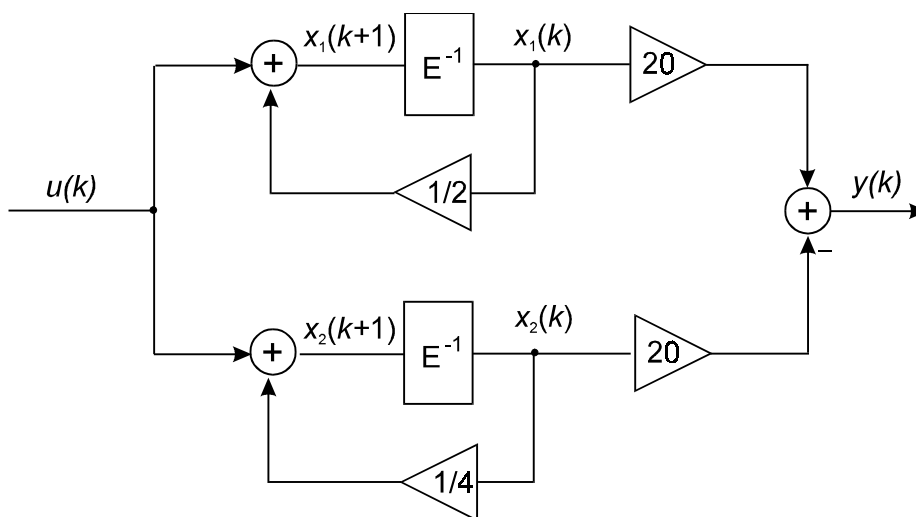 x₁(k+1)
x₁(k)
+
E⁻¹
20
1/2
u(k)
y(k)
+
–
x₂(k+1)
x₂(k)
+
E⁻¹
20
1/4